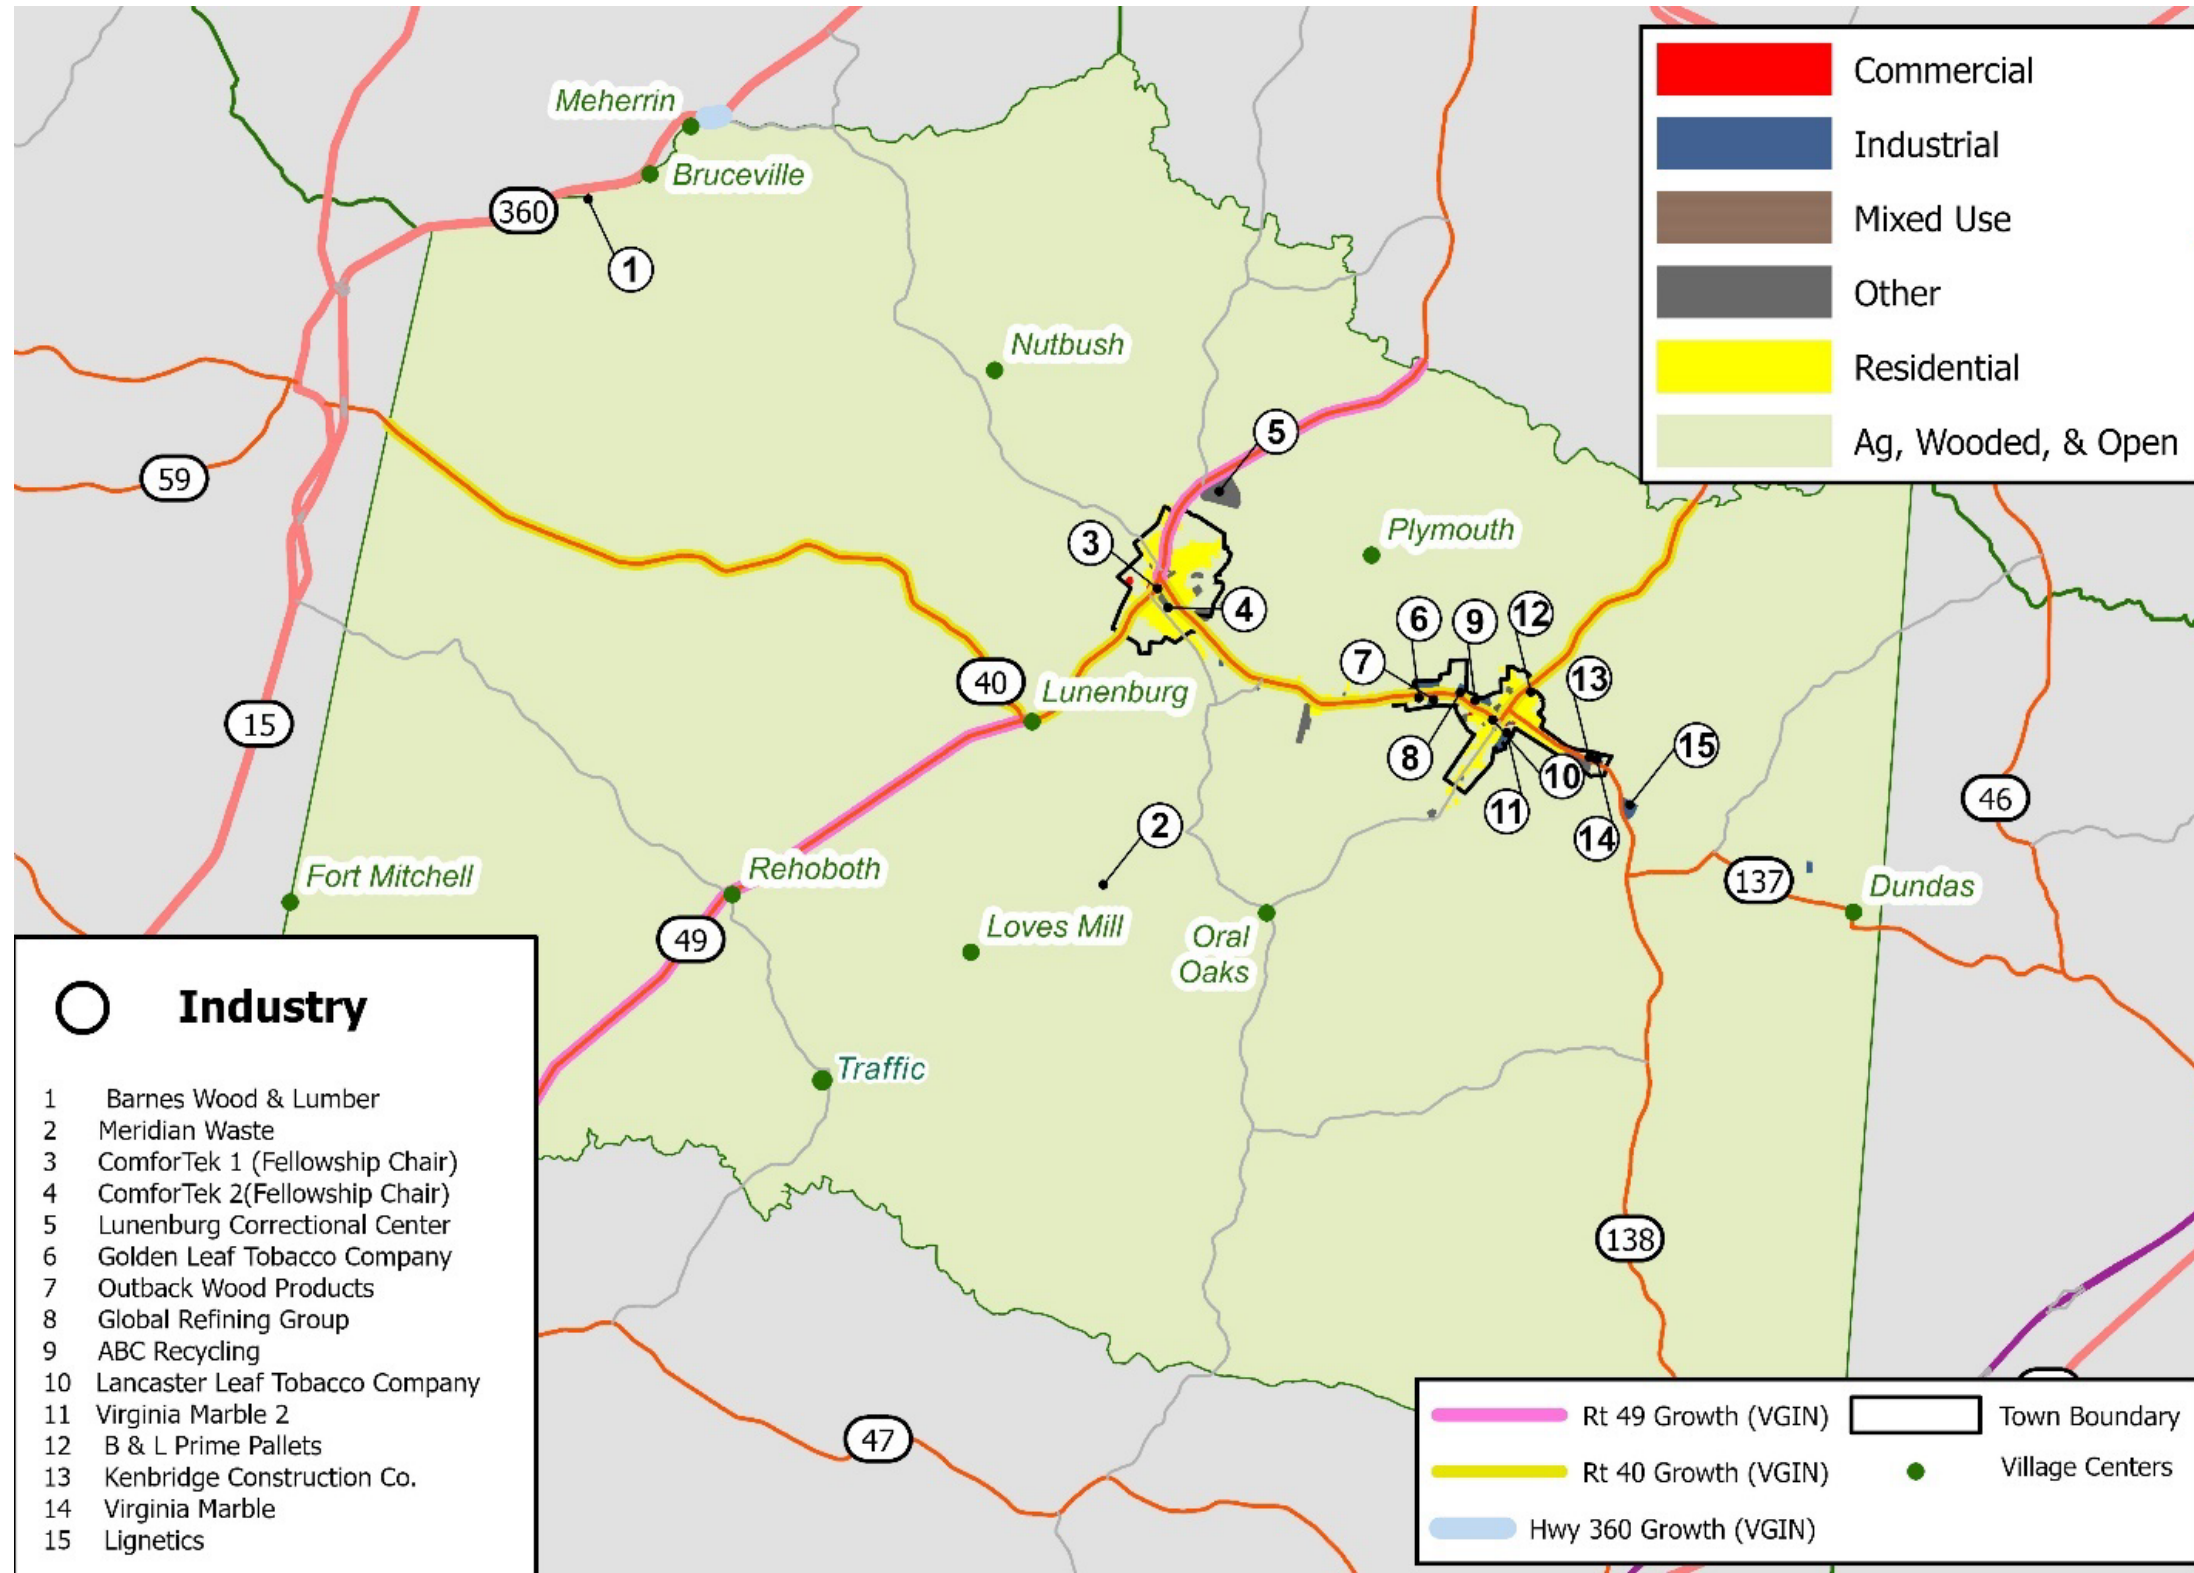 Commercial
Industrial
Mixed Use
Other
Residential
Ag, Wooded, & Open
Meherrin
Bruceville
360
1
Nutbush
5
59
Plymouth
3
4
6
9
12
7
13
40
Lunenburg
15
8
10
15
11
14
46
2
Fort Mitchell
Rehoboth
137
Dundas
49
Loves Mill
Oral
Oaks
Traffic
138
47
Industry
1 Barnes Wood & Lumber
2 Meridian Waste
3 ComforTek 1 (Fellowship Chair)
4 ComforTek 2(Fellowship Chair)
5 Lunenburg Correctional Center
6 Golden Leaf Tobacco Company
7 Outback Wood Products
8 Global Refining Group
9 ABC Recycling
10 Lancaster Leaf Tobacco Company
11 Virginia Marble 2
12 B & L Prime Pallets
13 Kenbridge Construction Co.
14 Virginia Marble
15 Lignetics
Rt 49 Growth (VGIN)
Town Boundary
Rt 40 Growth (VGIN)
Village Centers
Hwy 360 Growth (VGIN)